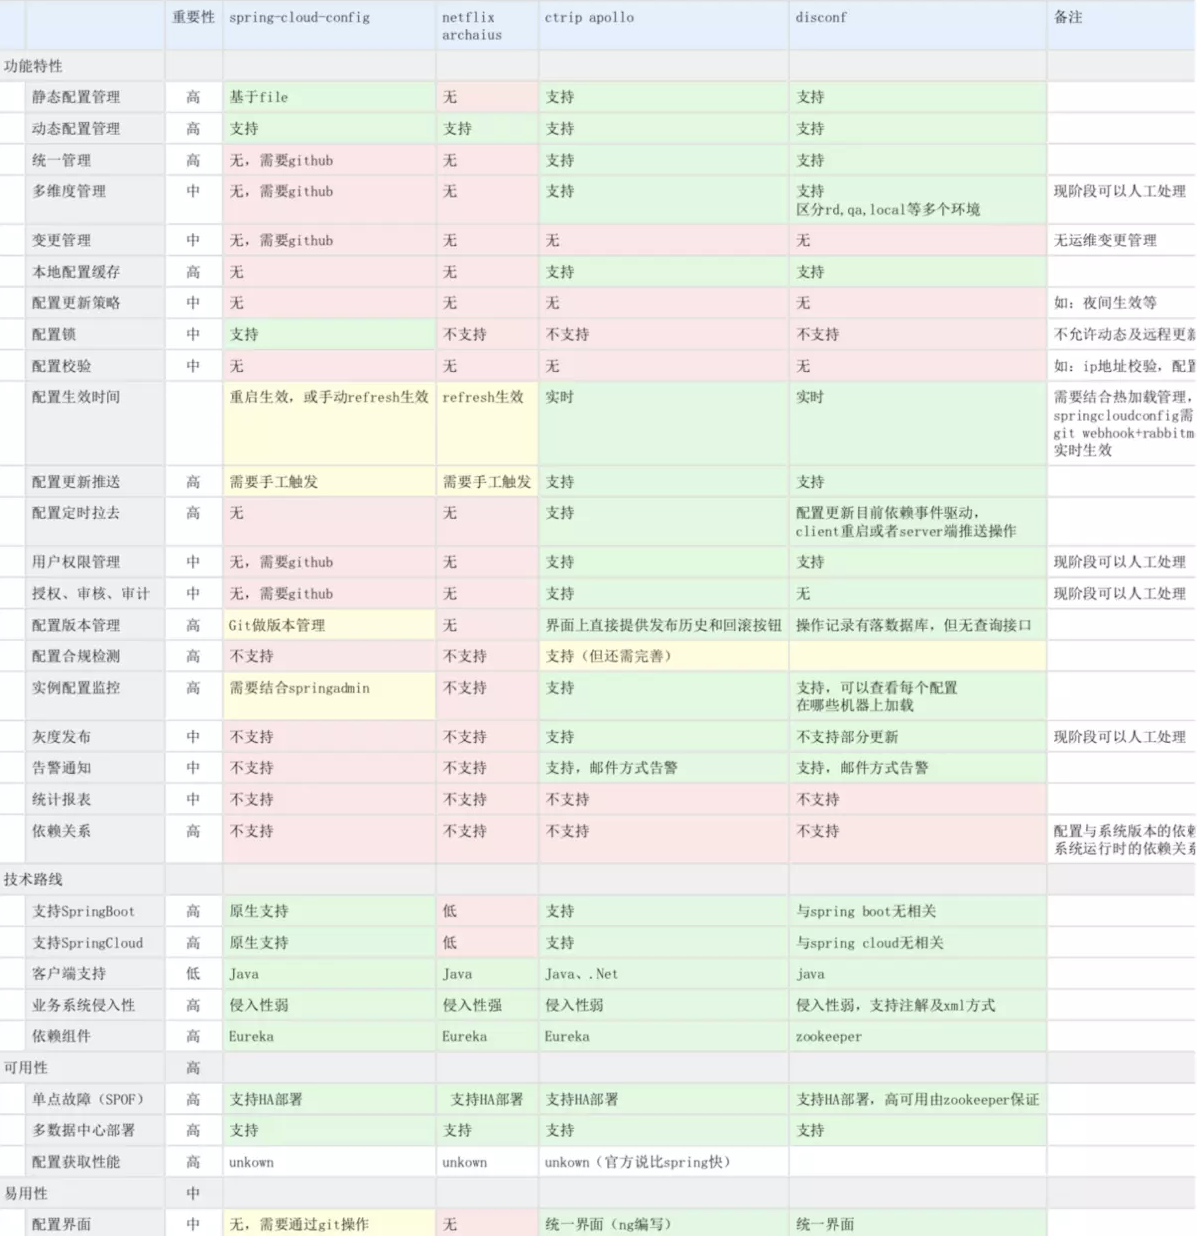 重要性 spring-cloud-config netflix archaius ctrip apollo disconf 备注
功能特性
静态配置管理 高 基于file 无 支持 支持
动态配置管理 高 支持 支持 支持 支持
统一管理 高 无，需要github 无 支持 支持
多维度管理 中 无，需要github 无 支持 支持 现阶段可以人工处理
区分rd,qa,local等多个环境
变更管理 中 无，需要github 无 无 无 无运维变更管理
本地配置缓存 高 无 无 支持 支持
配置更新策略 中 无 无 无 无 如：夜间生效等
配置锁 中 支持 不支持 不支持 不支持 不允许动态及远程更新
配置校验 中 无 无 无 无 如：ip地址校验，配置
配置生效时间 重启生效，或手动refresh生效 refresh生效 实时 实时 需要结合热加载管理，
springcloudconfig需
git webhook+rabbitm
实时生效
配置更新推送 高 需要手工触发 需要手工触发 支持 支持
配置定时拉去 高 无 无 支持 配置更新目前依赖事件驱动，
client重启或者server端推送操作
用户权限管理 中 无，需要github 无 支持 支持 现阶段可以人工处理
授权、审核、审计 中 无，需要github 无 支持 无 现阶段可以人工处理
配置版本管理 高 Git做版本管理 无 界面上直接提供发布历史和回滚按钮 操作记录有落数据库，但无查询接口
配置合规检测 高 不支持 不支持 支持（但还需完善）
实例配置监控 高 需要结合springadmin 不支持 支持 支持，可以查看每个配置
在哪些机器上加载
灰度发布 中 不支持 不支持 支持 不支持部分更新 现阶段可以人工处理
告警通知 中 不支持 不支持 支持，邮件方式告警 支持，邮件方式告警
统计报表 中 不支持 不支持 不支持 不支持
依赖关系 高 不支持 不支持 不支持 不支持 配置与系统版本的依赖
系统运行时的依赖关系
技术路线
支持SpringBoot 高 原生支持 低 支持 与spring boot无相关
支持SpringCloud 高 原生支持 低 支持 与spring cloud无相关
客户端支持 低 Java Java Java、.Net java
业务系统侵入性 高 侵入性弱 侵入性强 侵入性弱 侵入性弱，支持注解及xml方式
依赖组件 高 Eureka Eureka Eureka zookeeper
可用性 高
单点故障（SPOF） 高 支持HA部署 支持HA部署 支持HA部署 支持HA部署，高可用由zookeeper保证
多数据中心部署 高 支持 支持 支持 支持
配置获取性能 高 unkown unkown unkown（官方说比spring快）
易用性 中
配置界面 中 无，需要通过git操作 无 统一界面（ng编写） 统一界面